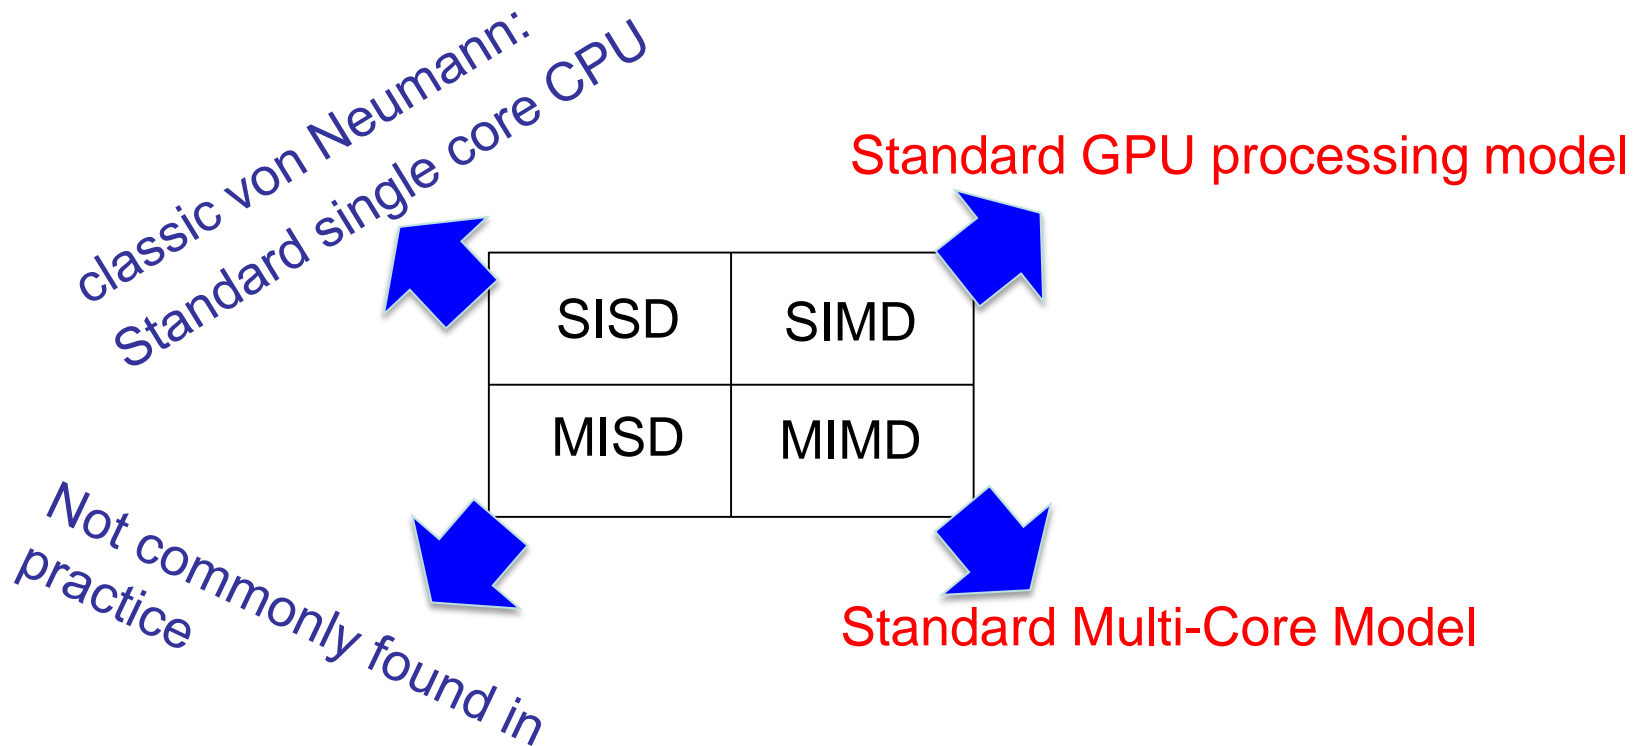 classic von Neumann:
Standard single core CPU
Standard GPU processing model
SISD
SIMD
MISD
MIMD
Not commonly found in
practice
Standard Multi-Core Model